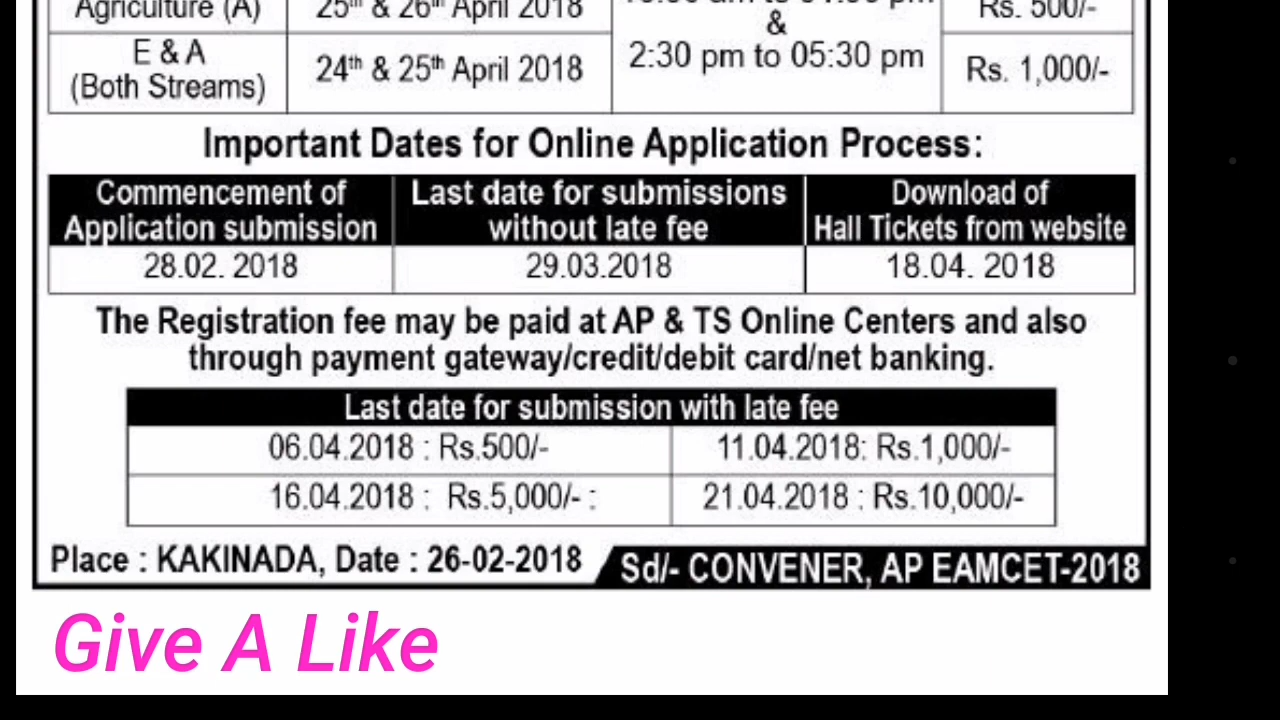 Agriculture (A) 25th & 26th April 2018 Rs. 500/-
&
E & A
(Both Streams) 24th & 25th April 2018 2:30 pm to 05:30 pm Rs. 1,000/-
Important Dates for Online Application Process:
Commencement of Application submission
Last date for submissions without late fee
Download of Hall Tickets from website
28.02. 2018 29.03.2018 18.04. 2018
The Registration fee may be paid at AP & TS Online Centers and also
through payment gateway/credit/debit card/net banking.
Last date for submission with late fee
06.04.2018 : Rs.500/- 11.04.2018: Rs.1,000/-
16.04.2018 : Rs.5,000/- : 21.04.2018 : Rs.10,000/-
Place : KAKINADA, Date : 26-02-2018 Sd/- CONVENER, AP EAMCET-2018
Give A Like